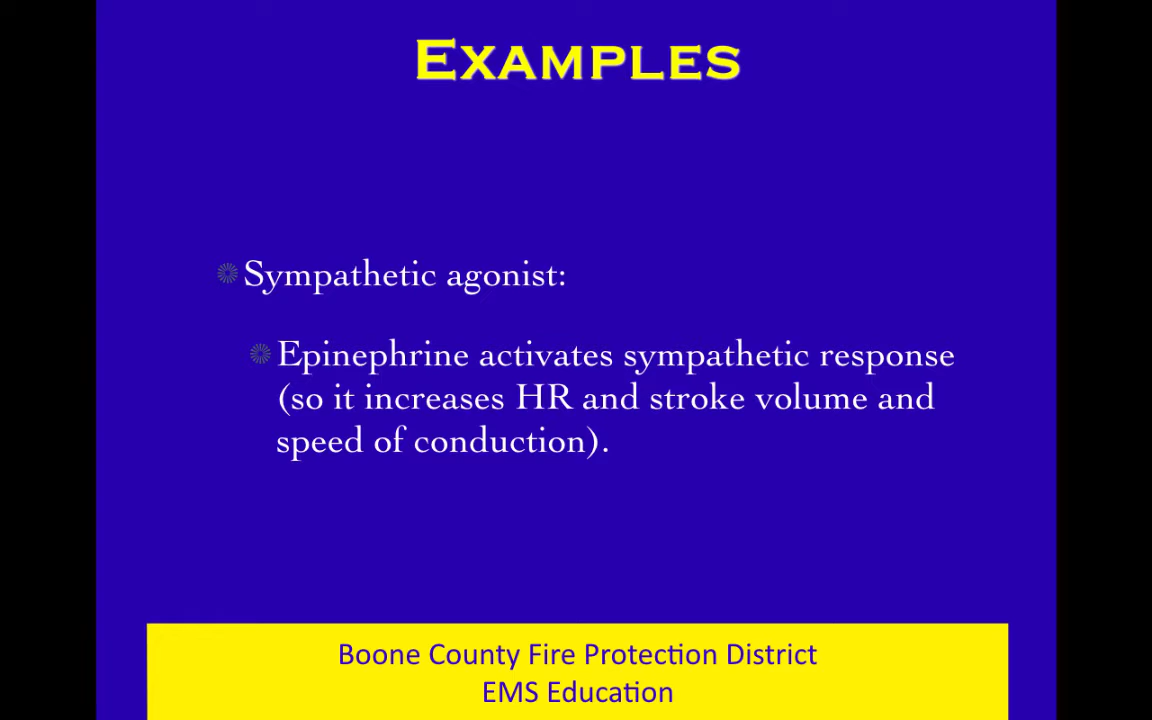 Examples
Sympathetic agonist:
Epinephrine activates sympathetic response
(so it increases HR and stroke volume and
speed of conduction).
Boone County Fire Protection District
EMS Education